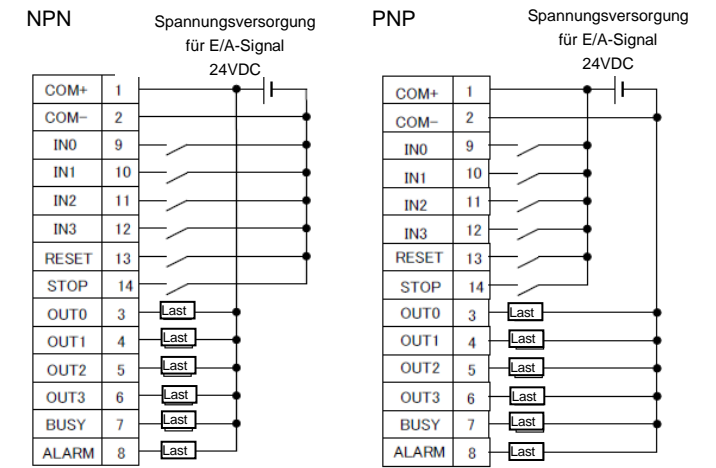 NPN
Spannungsversorgung
für E/A-Signal
24VDC
COM+ 1
COM- 2
IN0 9
IN1 10
IN2 11
IN3 12
RESET 13
STOP 14
OUT0 3 Last
OUT1 4 Last
OUT2 5 Last
OUT3 6 Last
BUSY 7 Last
ALARM 8 Last
PNP
Spannungsversorgung
für E/A-Signal
24VDC
COM+ 1
COM- 2
IN0 9
IN1 10
IN2 11
IN3 12
RESET 13
STOP 14
OUT0 3 Last
OUT1 4 Last
OUT2 5 Last
OUT3 6 Last
BUSY 7 Last
ALARM 8 Last